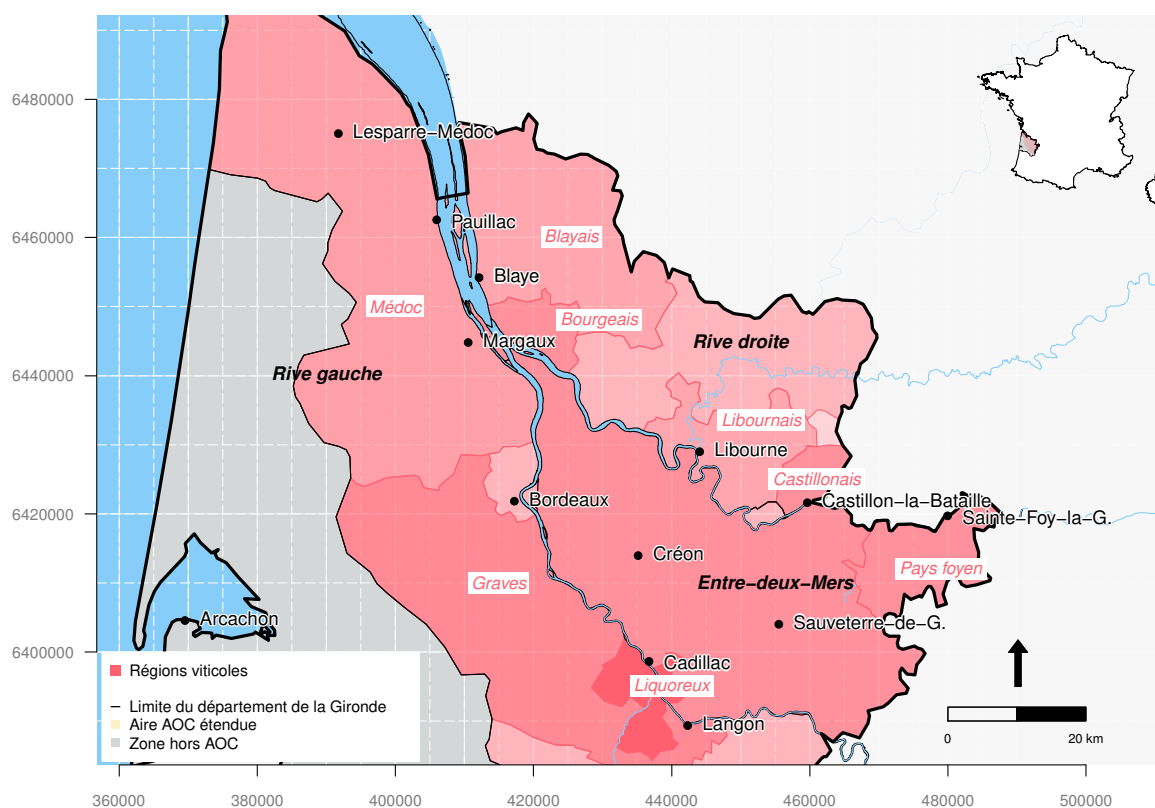 6480000
Lesparre−Médoc
Pauillac
6460000
Blayais
Blaye
Médoc
Bourgeais
Margaux
Rive droite
6440000
Rive gauche
Libournais
Libourne
Castillonais
Bordeaux
Castillon−la−Bataille
6420000
Sainte−Foy−la−G.
Créon
Graves
Entre−deux−Mers
Pays foyen
Arcachon
Sauveterre−de−G.
6400000
Cadillac
Régions viticoles
Liquoreux
Limite du département de la Gironde
Aire AOC étendue
Langon
Zone hors AOC
0 20 km
360000 380000 400000 420000 440000 460000 480000 500000